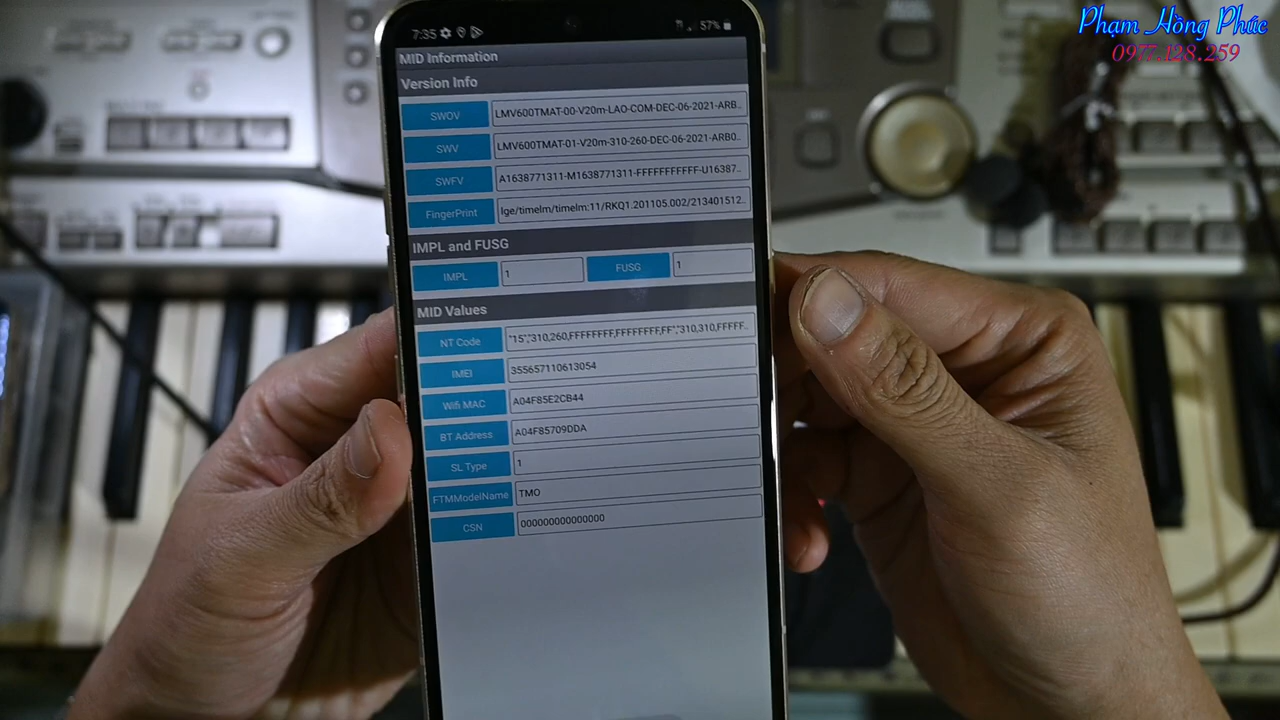 Phạm Hồng Phúc
0977.128.259
7:35 57%
MID Information
Version Info
SWOV LMV600TMAT-00-V20m-LAO-COM-DEC-06-2021-ARB..
SWV LMV600TMAT-01-V20m-310-260-DEC-06-2021-ARB0..
SWFV A1638771311-M1638771311-FFFFFFFFFFF-U16387..
FingerPrint lge/timelm/timelm:11/RKQ1.201105.002/213401512..
IMPL and FUSG
IMPL 1 FUSG 1
MID Values
NT Code "15","310,260,FFFFFFFF,FFFFFFFF,FF","310,310,FFFFF..
IMEI 355657110613054
Wifi MAC A04F85E2CB44
BT Address A04F85709DDA
SL Type 1
FTMModelName TMO
CSN 000000000000000